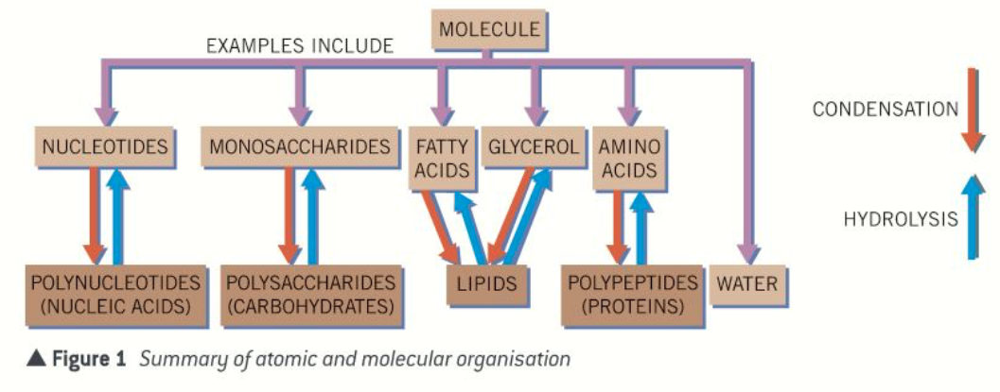 MOLECULE
EXAMPLES INCLUDE
CONDENSATION
NUCLEOTIDES
MONOSACCHARIDES
FATTY
ACIDS
GLYCEROL
AMINO
ACIDS
HYDROLYSIS
POLYNUCLEOTIDES
(NUCLEIC ACIDS)
POLYSACCHARIDES
(CARBOHYDRATES)
LIPIDS
POLYPEPTIDES
(PROTEINS)
WATER
▲ Figure 1 Summary of atomic and molecular organisation